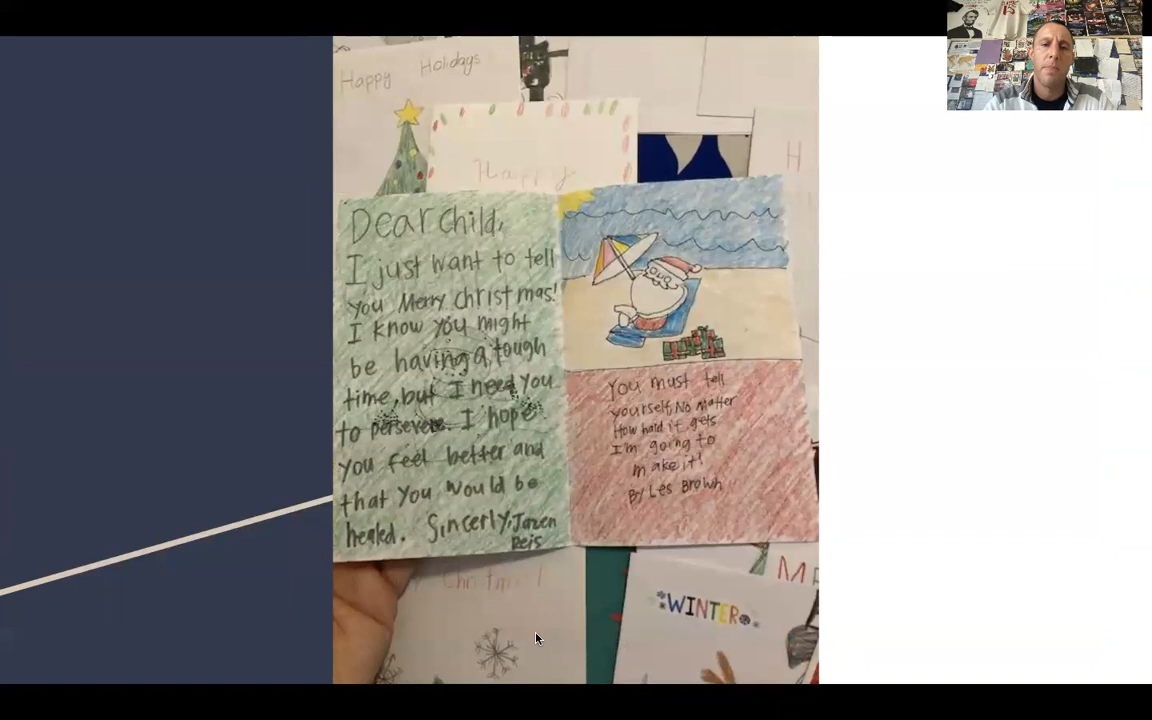 Happy Holidays
Happy
H
Dear Child,
I just want to tell
you Merry christmas!
I know you might
be having a tough
time, but I need you
to persevere. I hope
you feel better and
that you would be
healed. Sincerly, Jazen
Reis
You must tell
yourself, No Matter
How hard it gets
I'm going to
make it!
By Les Brown
Christm
WINTER